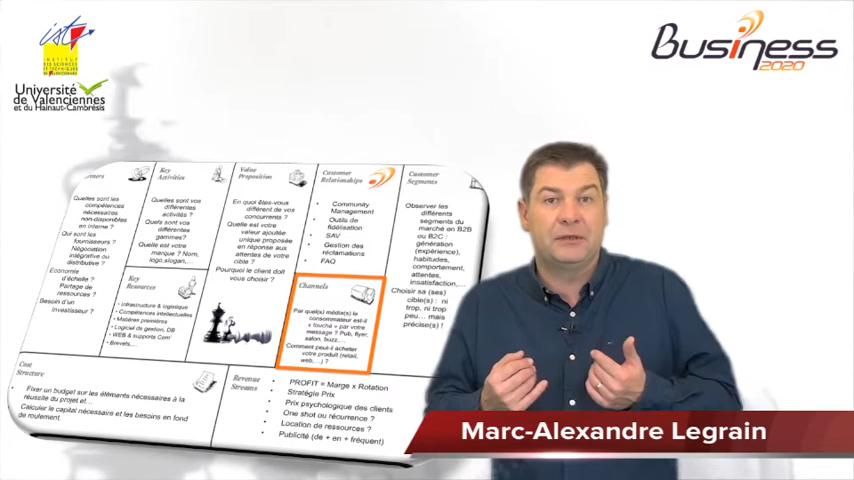 ist
INSTITUT
DES SCIENCES
ET TECHNIQUES
DE VALENCIENNES
Université
de Valenciennes
et du Hainaut-Cambrésis
Business
2020
Key
Activities
Value
Proposition
Customer
Relationships
Customer
Segments
Quelles sont les
compétences
nécessaires
non-disponibles
en interne ?
Qui sont les
fournisseurs ?
Négociation
intégrative ou
distributive ?
Economie
d'échelle ?
Partage de
ressources ?
Besoin d'un
investisseur ?
Quelles sont vos
différentes
activités ?
Quels sont vos
différentes
gammes?
Quelle est votre
marque ? Nom,
logo,slogan,...
Key
Resources
• Infrastructure & logistique
• Compétences intellectuelles
• Matières premières
• Logiciel de gestion, DB
• WEB & supports Com'
• Brevets,...
En quoi êtes-vous
différent de vos
concurrents ?
Quelle est votre
valeur ajoutée
unique proposée
en réponse aux
attentes de votre
cible ?
Pourquoi le client doit
vous choisir ?
• Community
Management
• Outils de
fidélisation
• SAV
• Gestion des
réclamations
• FAQ
Channels
Par quel(s) média(s) le
consommateur est-il
« touché » par votre
message ? Pub, flyer,
salon, buzz...
Comment peut-il acheter
votre produit (retail,
web,...) ?
Observer les
différents
segments du
marché en B2B
ou B2C :
génération
(expérience),
habitudes,
comportement,
attentes,
insatisfaction,...
Choisir sa (ses)
cible(s) : ni
trop, ni trop
peu... mais
précise(s) !
Cost
Structure
• Fixer un budget sur les éléments nécessaires à la
réussite du projet et...
• Calculer le capital nécessaire et les besoins en fond
de roulement.
Revenue
Streams
• PROFIT = Marge x Rotation
• Stratégie Prix
• Prix psychologique des clients
• One shot ou récurrence ?
• Location de ressources ?
• Publicité (de + en + fréquent)
Marc-Alexandre Legrain